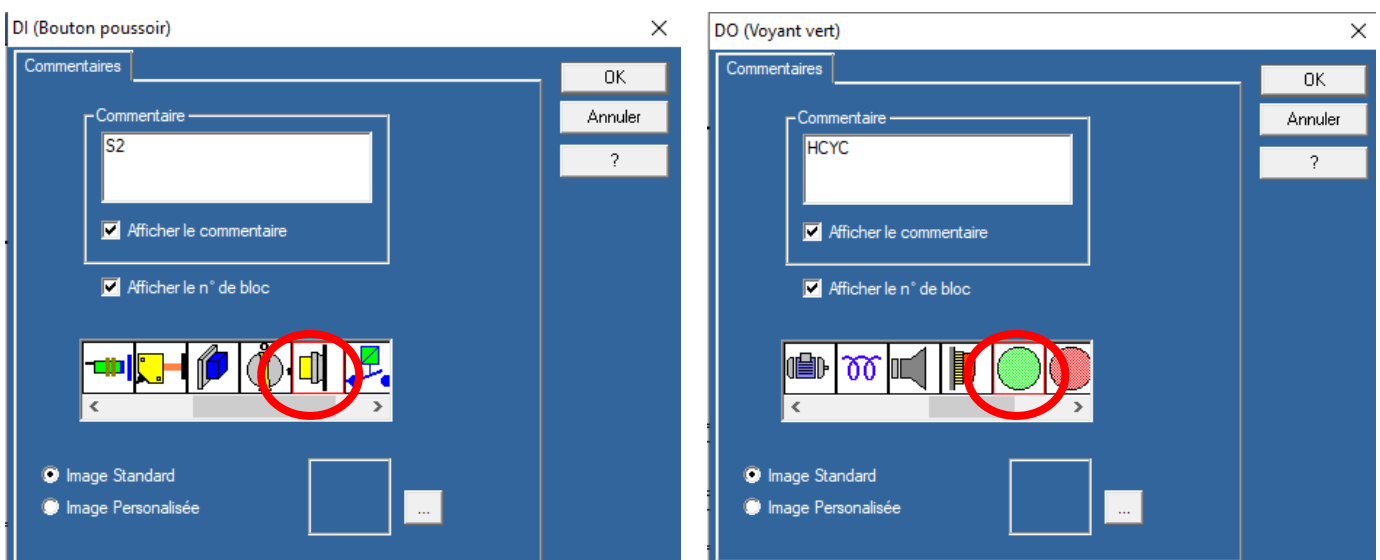 DI (Bouton poussoir)
Commentaires
OK
Annuler
?
Commentaire
S2
Afficher le commentaire
Afficher le n° de bloc
Image Standard
Image Personalisée
...
DO (Voyant vert)
Commentaires
OK
Annuler
?
Commentaire
HCYC
Afficher le commentaire
Afficher le n° de bloc
Image Standard
Image Personalisée
...